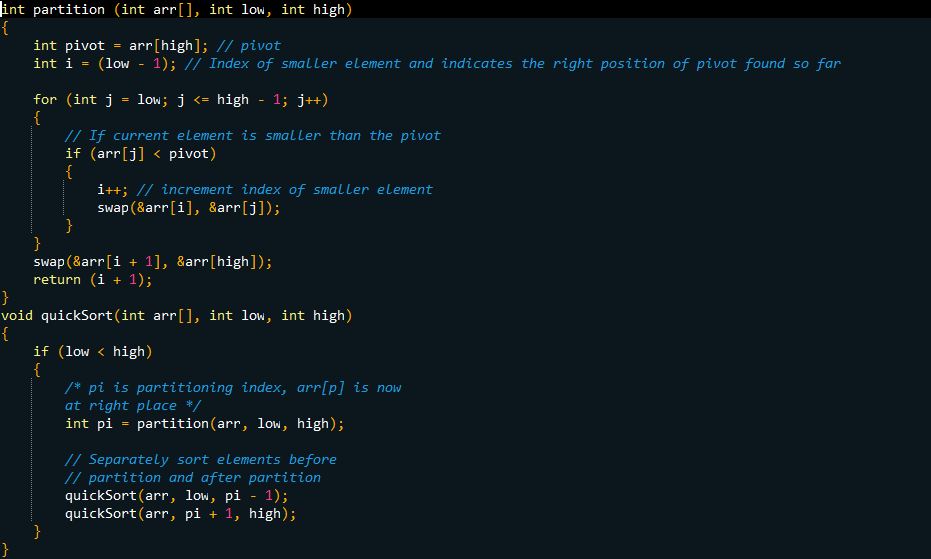 int partition (int arr[], int low, int high)
{
    int pivot = arr[high]; // pivot
    int i = (low - 1); // Index of smaller element and indicates the right position of pivot found so far

    for (int j = low; j <= high - 1; j++)
    {
        // If current element is smaller than the pivot
        if (arr[j] < pivot)
        {
            i++; // increment index of smaller element
            swap(&arr[i], &arr[j]);
        }
    }
    swap(&arr[i + 1], &arr[high]);
    return (i + 1);
}
void quickSort(int arr[], int low, int high)
{
    if (low < high)
    {
        /* pi is partitioning index, arr[p] is now
        at right place */
        int pi = partition(arr, low, high);

        // Separately sort elements before
        // partition and after partition
        quickSort(arr, low, pi - 1);
        quickSort(arr, pi + 1, high);
    }
}